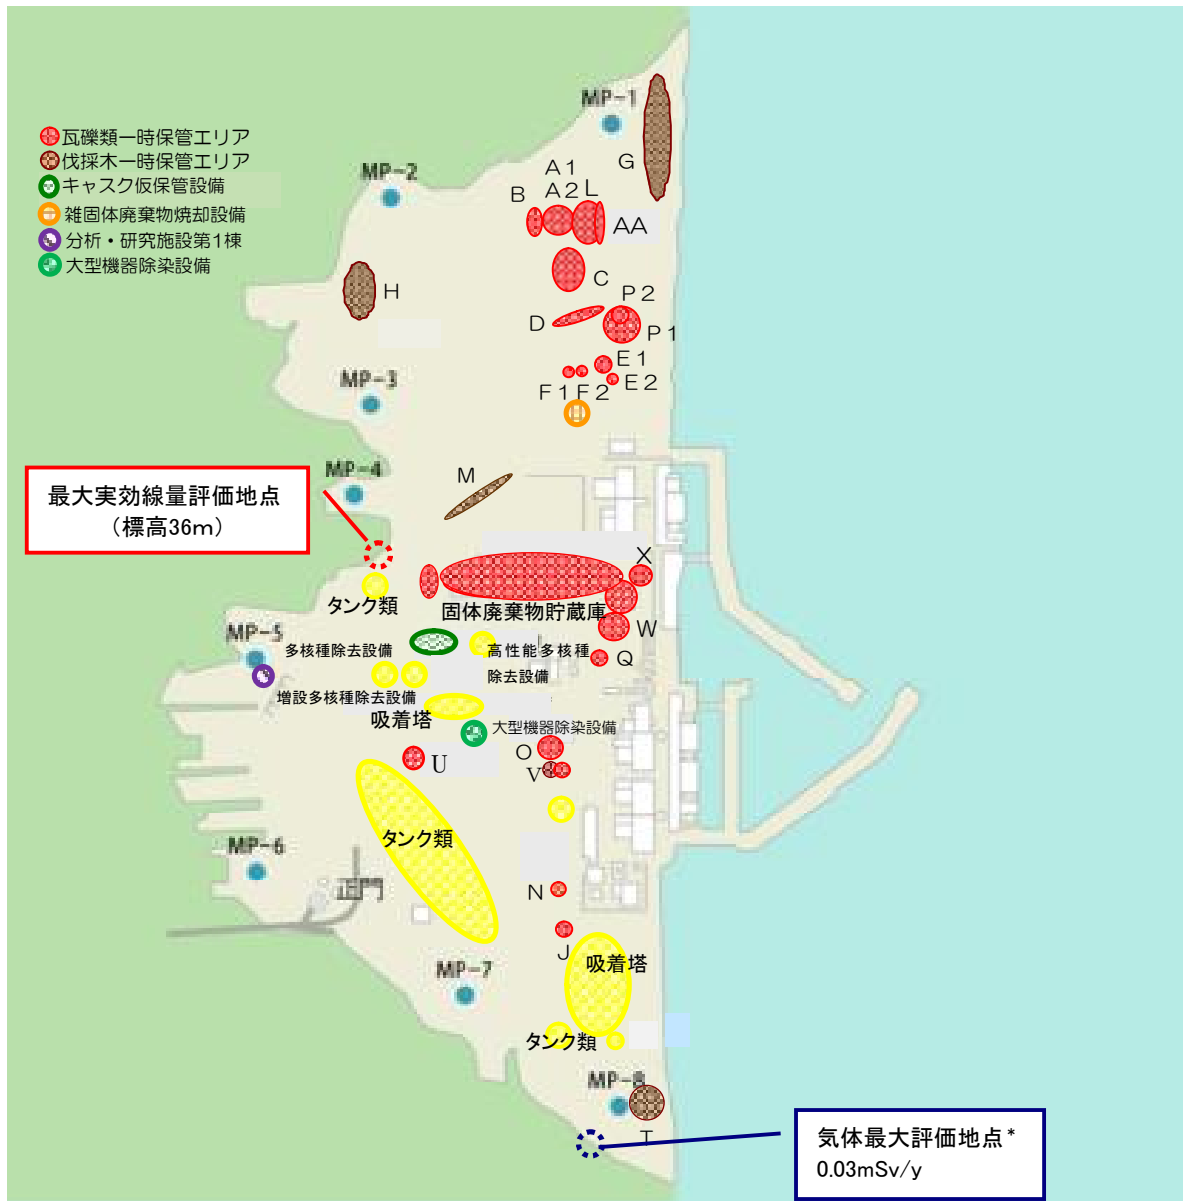 MP-1
瓦礫類一時保管エリア
伐採木一時保管エリア
キャスク仮保管設備
雑固体廃棄物焼却設備
分析・研究施設第1棟
大型機器除染設備
MP-2
G
A1
A2
L
B
AA
C
H
P2
D
P1
E1
E2
F1
F2
MP-3
MP-4
M
最大実効線量評価地点
（標高36m）
X
タンク類
固体廃棄物貯蔵庫
W
MP-5
多核種除去設備
高性能多核種
除去設備
Q
増設多核種除去設備
吸着塔
大型機器除染設備
O
U
V
タンク類
MP-6
正門
N
J
吸着塔
MP-7
タンク類
MP-8
T
気体最大評価地点*
0.03mSv/y